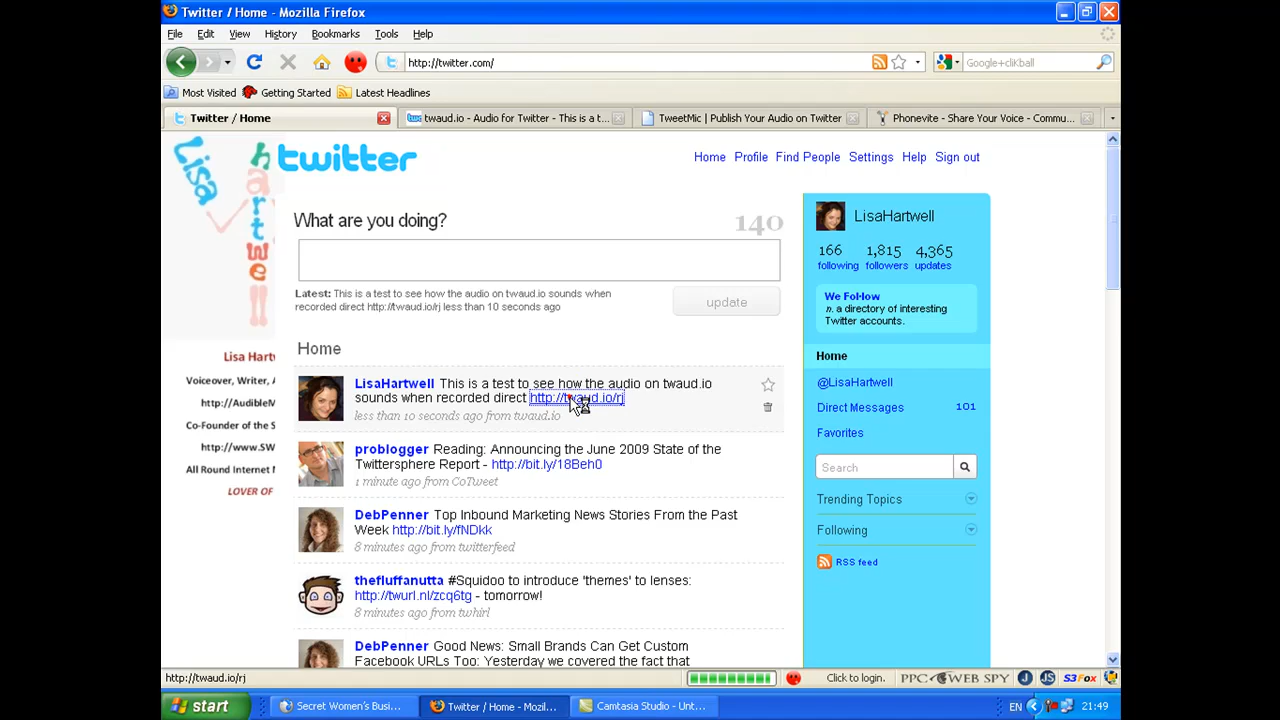 Twitter / Home - Mozilla Firefox
File Edit View History Bookmarks Tools Help
http://twitter.com/
Google+cliKball
Most Visited Getting Started Latest Headlines
Twitter / Home
twaud.io - Audio for Twitter - This is a t...
TweetMic | Publish Your Audio on Twitter
Phonevite - Share Your Voice - Commu...
Lisa
Hartwell
twitter
Home Profile Find People Settings Help Sign out
What are you doing?
140
Latest: This is a test to see how the audio on twaud.io sounds when
recorded direct http://twaud.io/rj less than 10 seconds ago
update
Home
LisaHartwell This is a test to see how the audio on twaud.io
sounds when recorded direct http://twaud.io/rj
less than 10 seconds ago from twaud.io
problogger Reading: Announcing the June 2009 State of the
Twittersphere Report - http://bit.ly/18Beh0
1 minute ago from CoTweet
DebPenner Top Inbound Marketing News Stories From the Past
Week http://bit.ly/fNDkk
8 minutes ago from twitterfeed
thefluffanutta #Squidoo to introduce 'themes' to lenses:
http://twurl.nl/zcq6tg - tomorrow!
8 minutes ago from twhirl
DebPenner Good News: Small Brands Can Get Custom
Facebook URLs Too: Yesterday we covered the fact that
Lisa Hart
Voiceover, Writer, A
http://AudibleM
Co-Founder of the S
http://www.SW
All Round Internet M
LOVER OF
LisaHartwell
166 1,815 4,365
following followers updates
We Follow
n. a directory of interesting
Twitter accounts.
Home
@LisaHartwell
Direct Messages 101
Favorites
Search
Trending Topics
Following
RSS feed
http://twaud.io/rj
Click to login.
PPC WEB SPY
J
JS
S3Fox
start
Secret Women's Busi...
Twitter / Home - Mozil...
Camtasia Studio - Unt...
EN
21:49